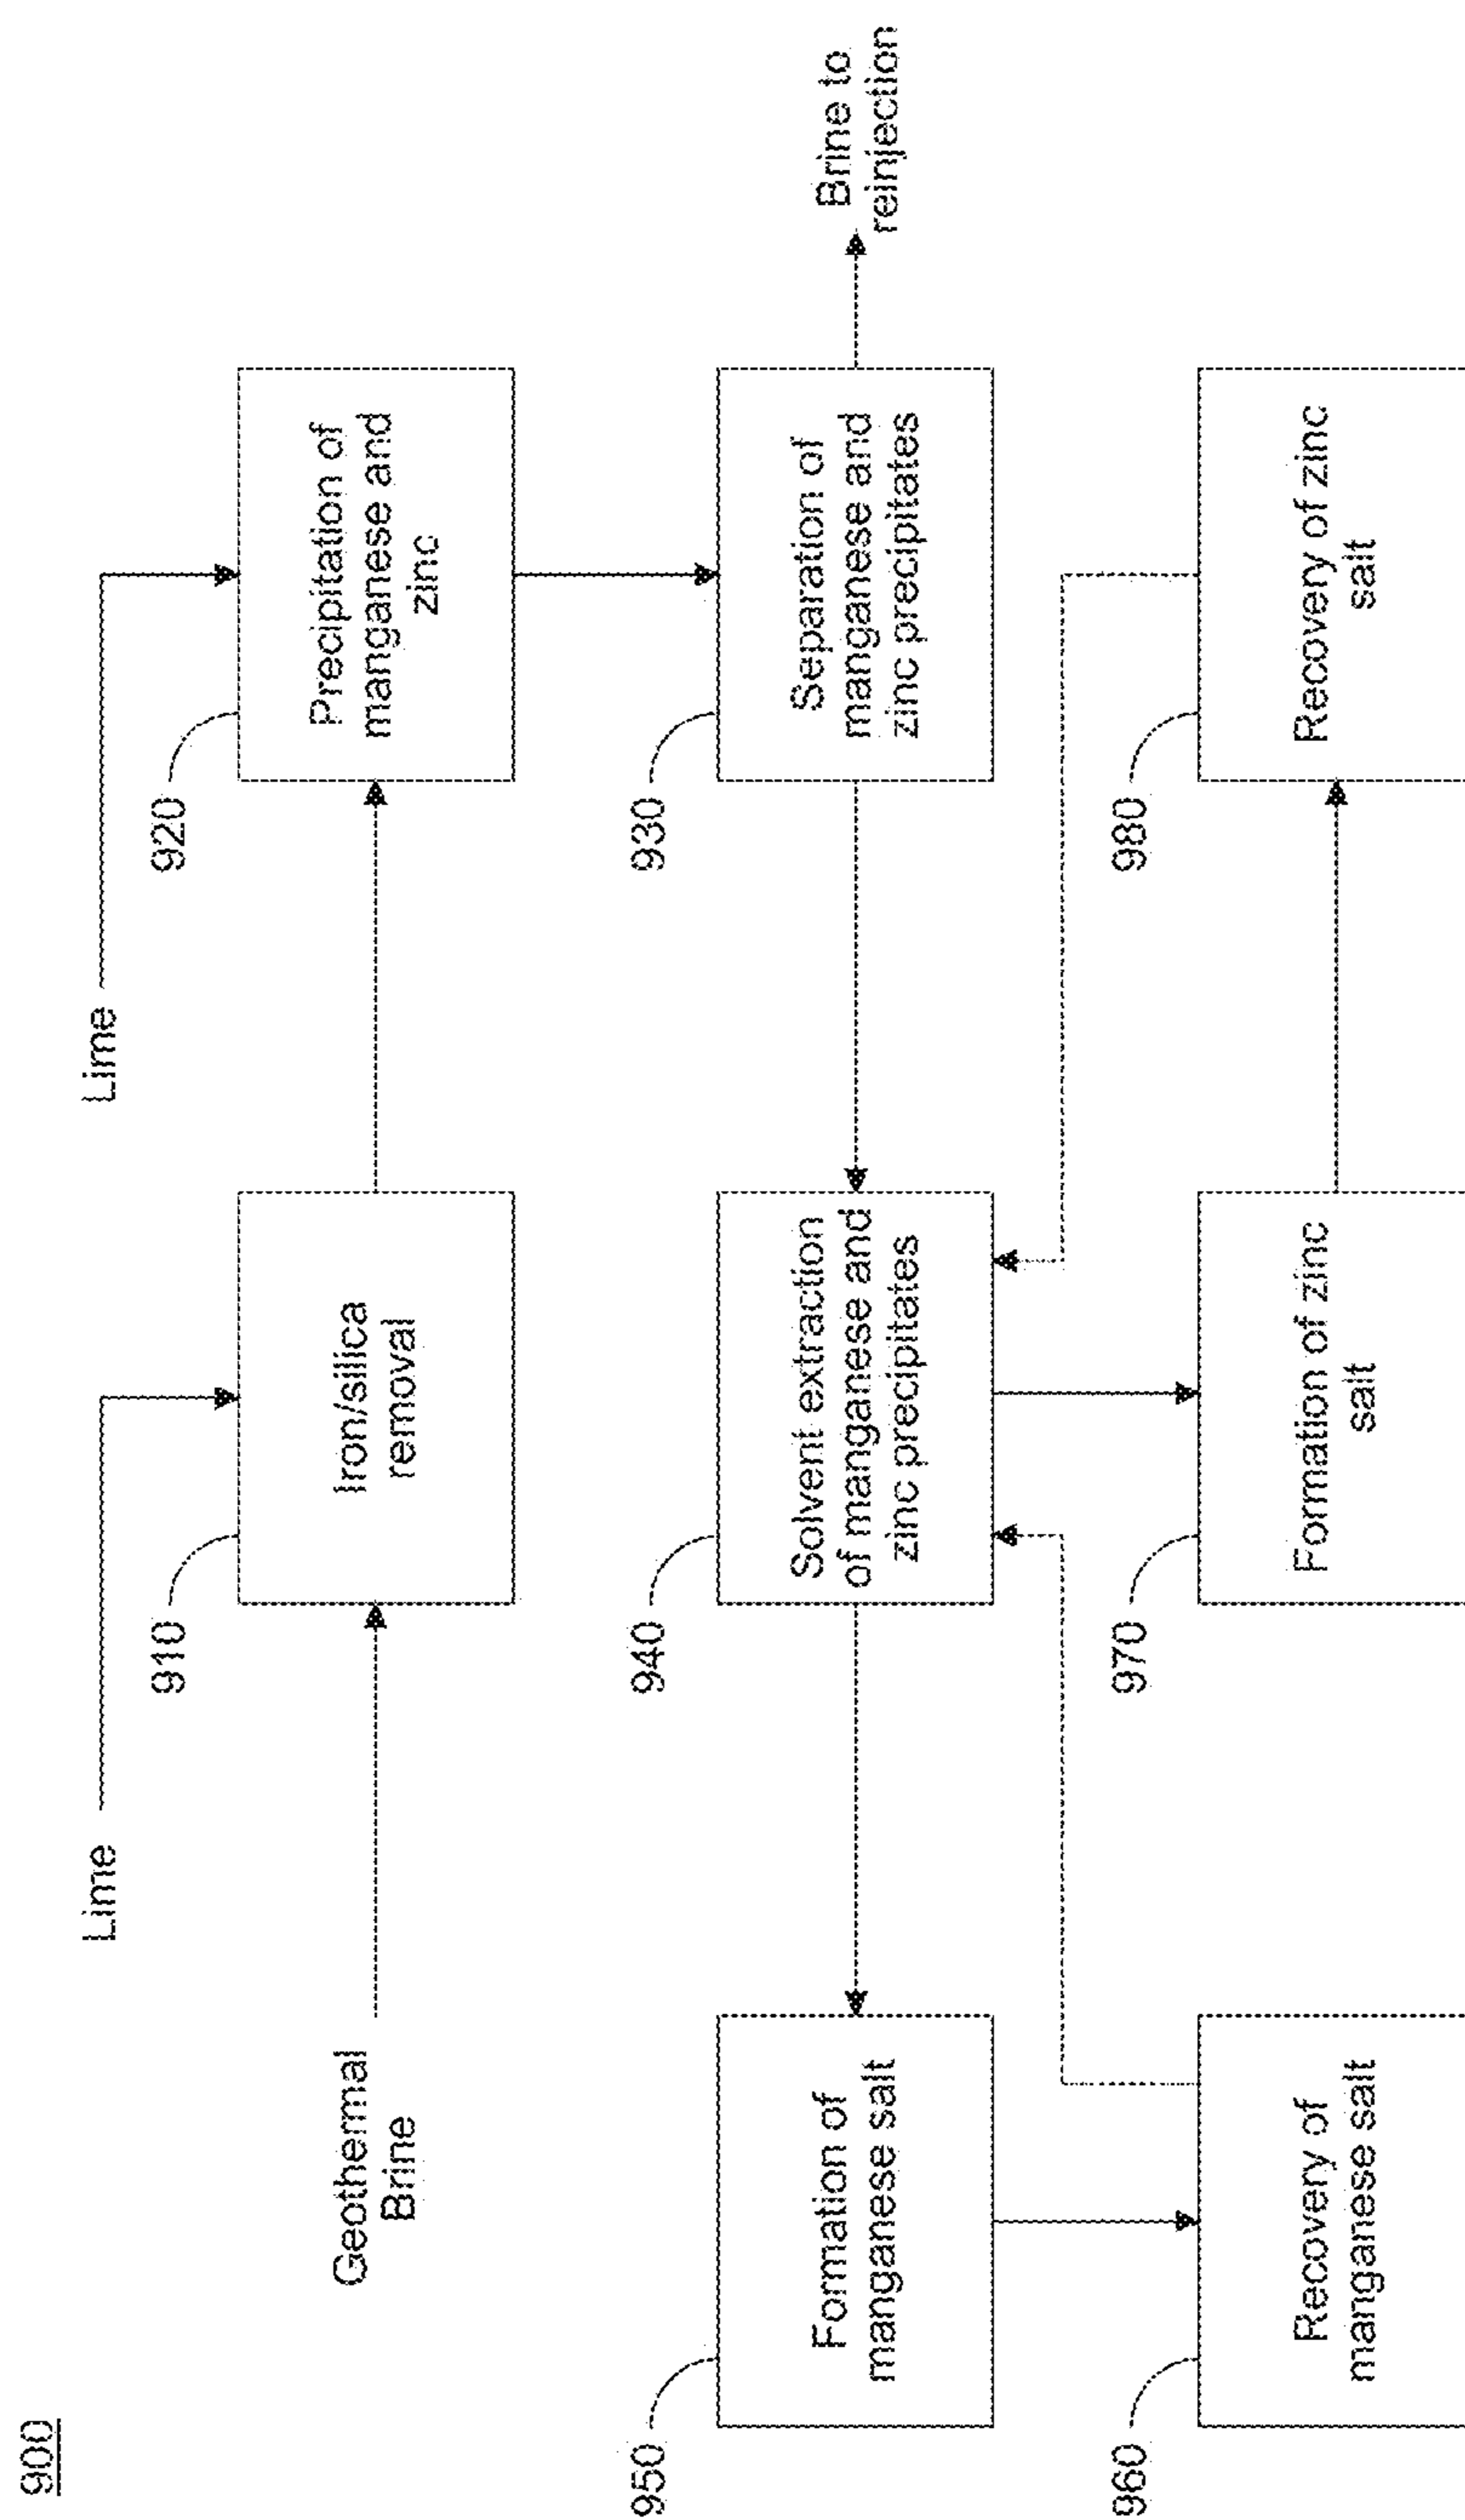 900
Lime
Lime
Geothermal
Brine
910
Iron/silica
removal
920
Precipitation of
manganese and
zinc
950
Formation of
manganese salt
940
Solvent extraction
of manganese and
zinc precipitates
930
Separation of
manganese and
zinc precipitates
Brine to
reinjection
960
Recovery of
manganese salt
970
Formation of zinc
salt
980
Recovery of zinc
salt